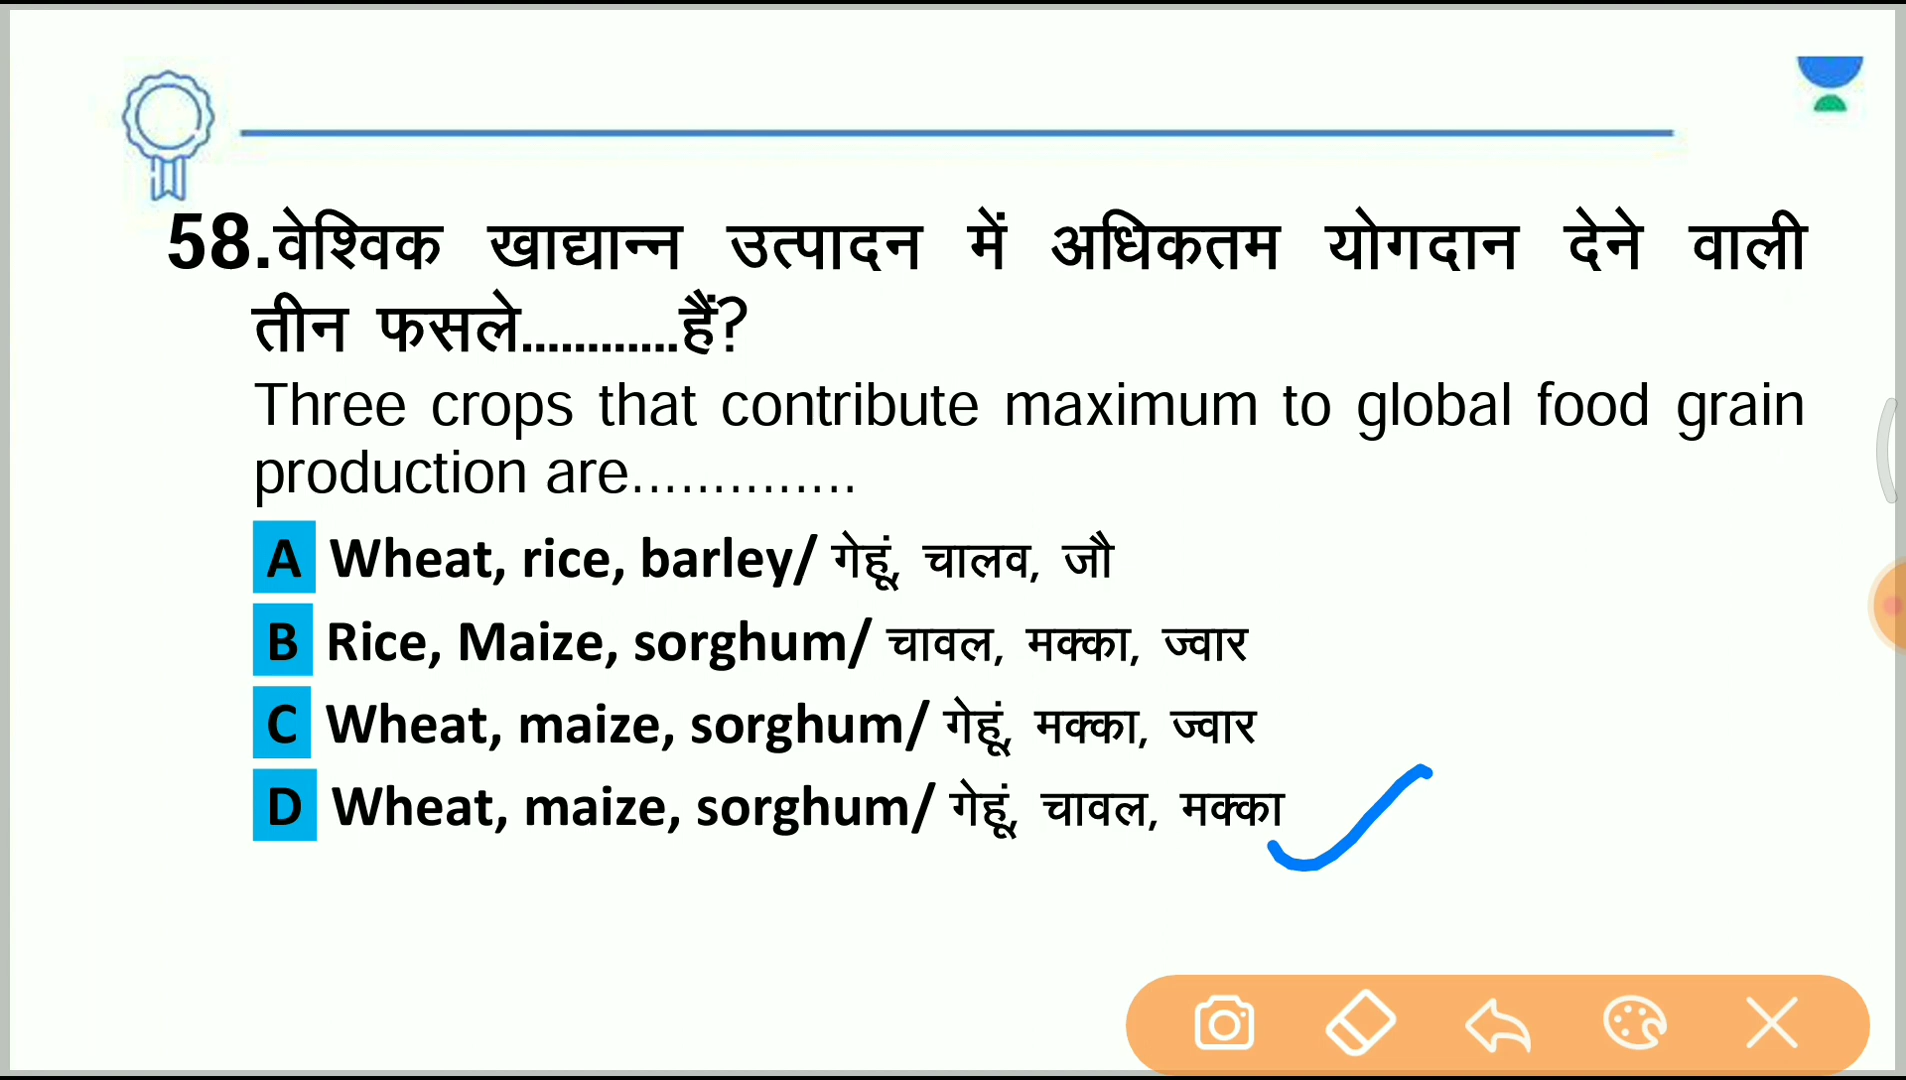 58.वेश्विक खाद्यान्न उत्पादन में अधिकतम योगदान देने वाली
तीन फसले............हैं?
Three crops that contribute maximum to global food grain
production are..............
A Wheat, rice, barley/ गेहूं, चालव, जौ
B Rice, Maize, sorghum/ चावल, मक्का, ज्वार
C Wheat, maize, sorghum/ गेहूं, मक्का, ज्वार
D Wheat, maize, sorghum/ गेहूं, चावल, मक्का